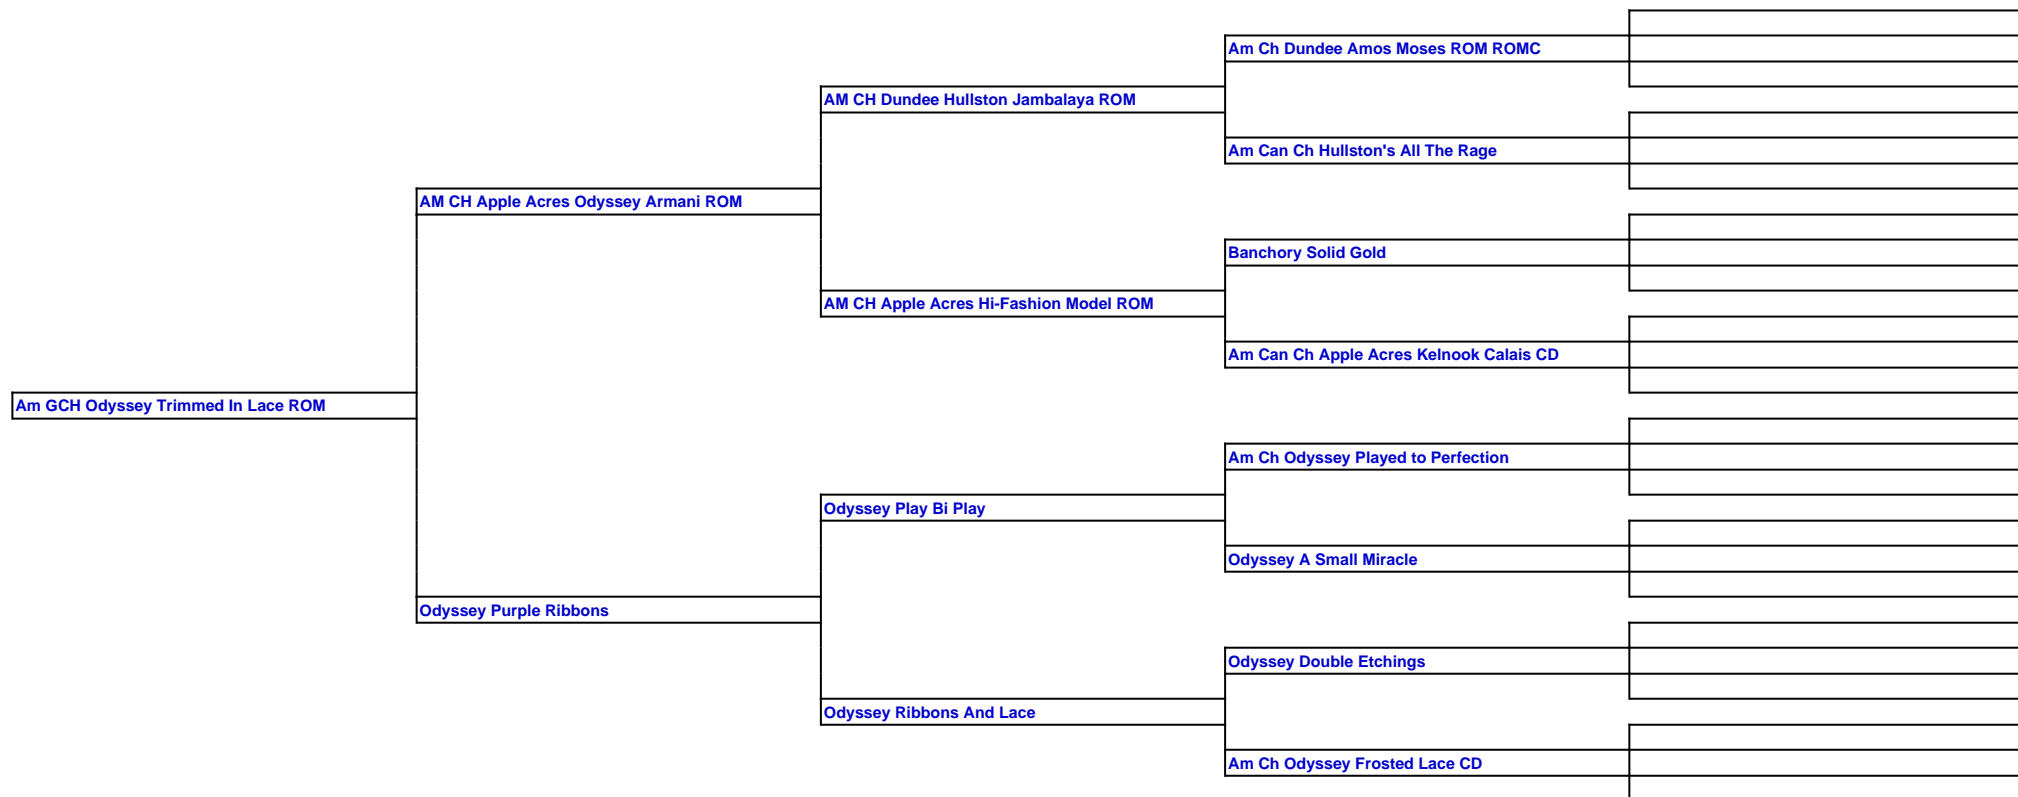 Am Ch Dundee Amos Moses ROM ROMC
AM CH Dundee Hullston Jambalaya ROM
Am Can Ch Hullston's All The Rage
AM CH Apple Acres Odyssey Armani ROM
Banchory Solid Gold
AM CH Apple Acres Hi-Fashion Model ROM
Am Can Ch Apple Acres Kelnook Calais CD
Am GCH Odyssey Trimmed In Lace ROM
Am Ch Odyssey Played to Perfection
Odyssey Play Bi Play
Odyssey A Small Miracle
Odyssey Purple Ribbons
Odyssey Double Etchings
Odyssey Ribbons And Lace
Am Ch Odyssey Frosted Lace CD